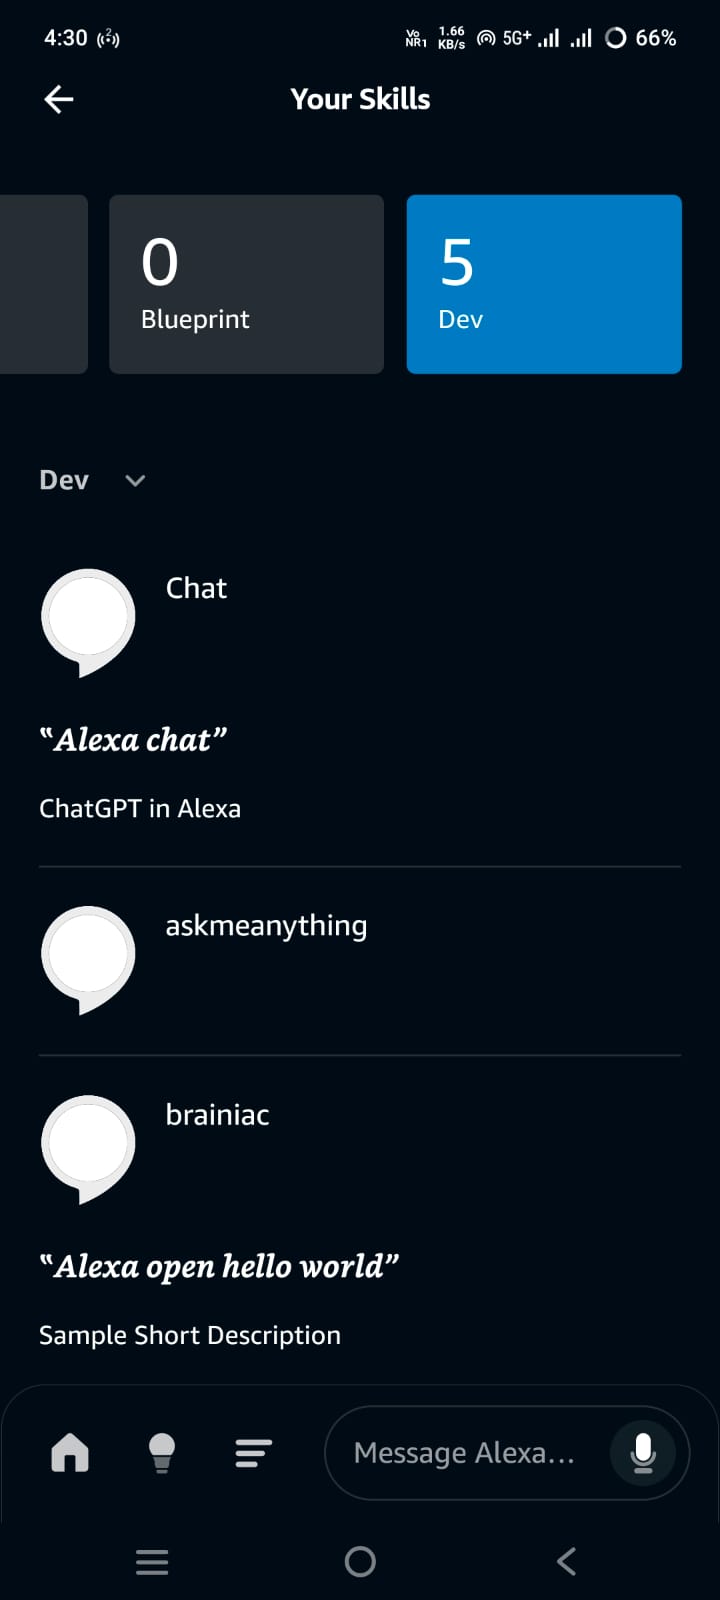 4:30 2 Vo NR1 1.66 KB/s 5G+ 66%
Your Skills
0
Blueprint
5
Dev
Dev
Chat
“Alexa chat”
ChatGPT in Alexa
askmeanything
brainiac
“Alexa open hello world”
Sample Short Description
Message Alexa...